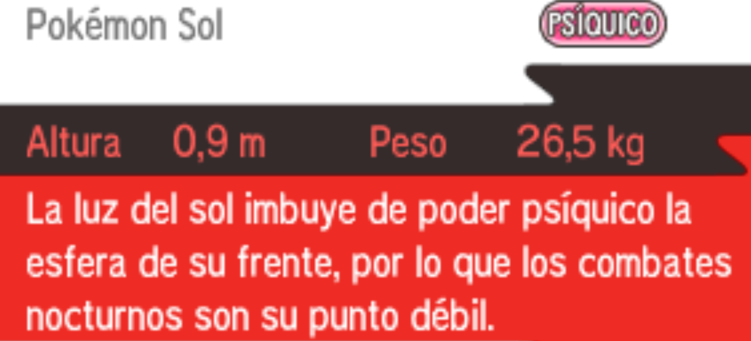 Pokémon Sol
PSÍQUICO
Altura 0,9 m Peso 26,5 kg
La luz del sol imbuye de poder psíquico la
esfera de su frente, por lo que los combates
nocturnos son su punto débil.